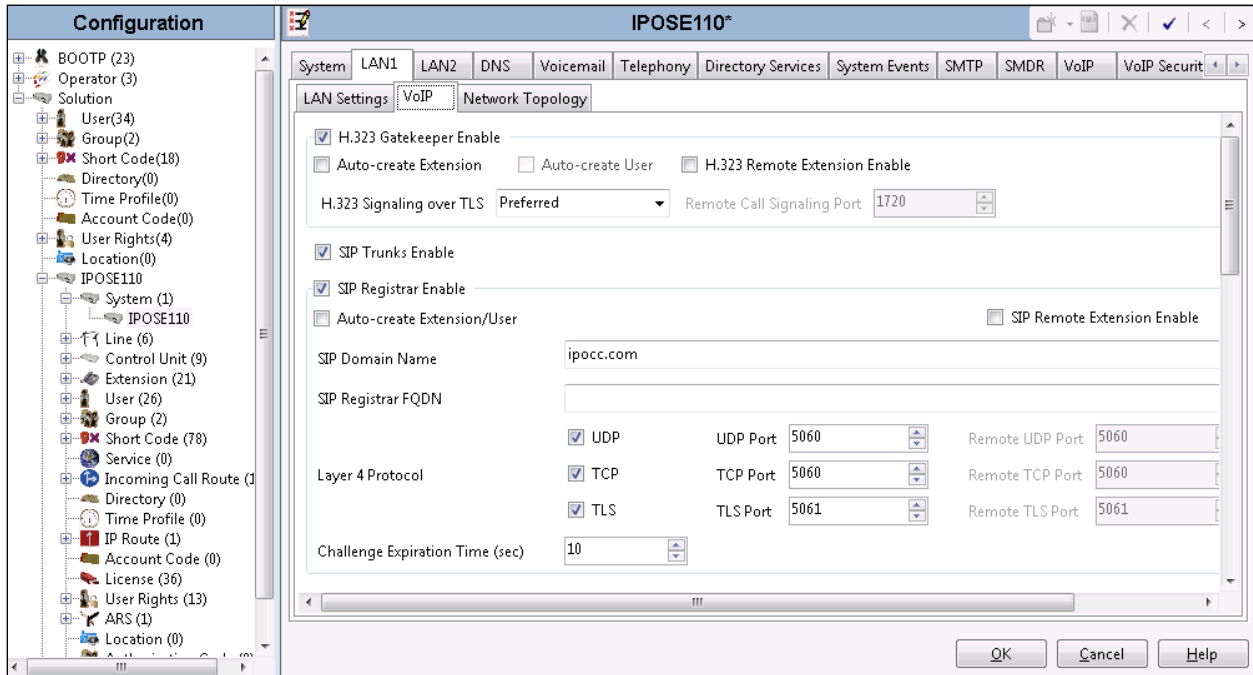 Configuration
BOOTP (23)
Operator (3)
Solution
User(34)
Group(2)
Short Code(18)
Directory(0)
Time Profile(0)
Account Code(0)
User Rights(4)
Location(0)
IPOSE110
System (1)
IPOSE110
Line (6)
Control Unit (9)
Extension (21)
User (26)
Group (2)
Short Code (78)
Service (0)
Incoming Call Route (1
Directory (0)
Time Profile (0)
IP Route (1)
Account Code (0)
License (36)
User Rights (13)
ARS (1)
Location (0)
IPOSE110*
System LAN1 LAN2 DNS Voicemail Telephony Directory Services System Events SMTP SMDR VoIP VoIP Securit
LAN Settings VoIP Network Topology
H.323 Gatekeeper Enable
Auto-create Extension Auto-create User H.323 Remote Extension Enable
H.323 Signaling over TLS Preferred Remote Call Signaling Port 1720
SIP Trunks Enable
SIP Registrar Enable
Auto-create Extension/User SIP Remote Extension Enable
SIP Domain Name ipocc.com
SIP Registrar FQDN
UDP UDP Port 5060 Remote UDP Port 5060
Layer 4 Protocol TCP TCP Port 5060 Remote TCP Port 5060
TLS TLS Port 5061 Remote TLS Port 5061
Challenge Expiration Time (sec) 10
OK Cancel Help